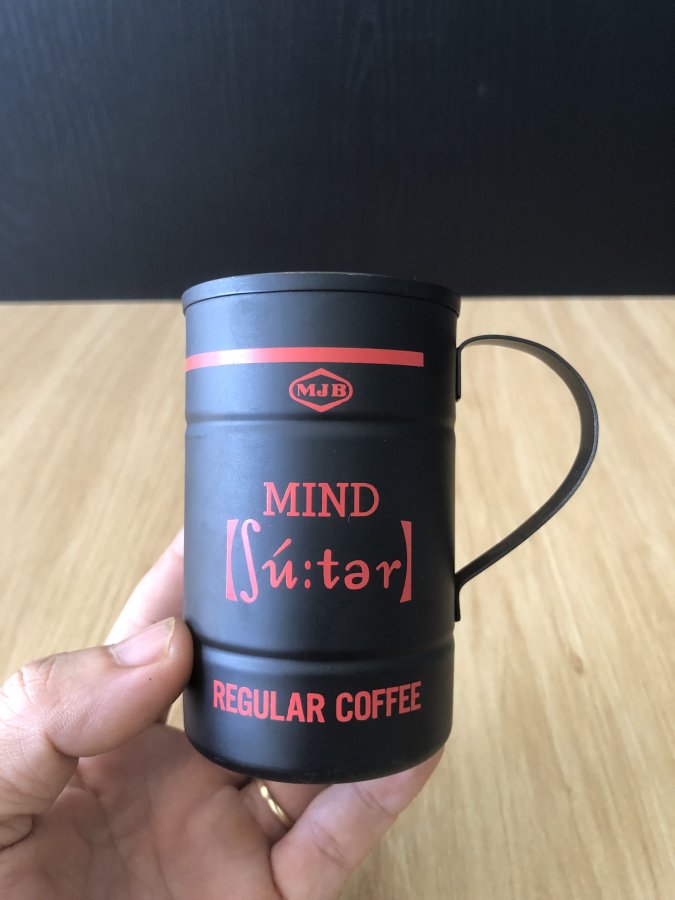 MJB
MIND
【ʃú:tər】
REGULAR COFFEE